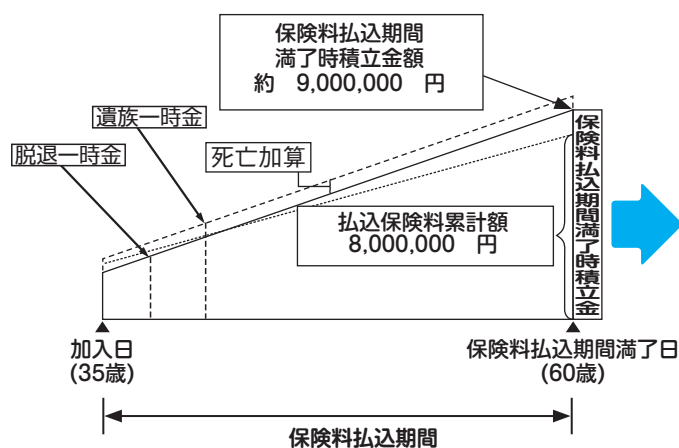 保険料払込期間
満了時積立金額
約 9,000,000 円
遺族一時金
脱退一時金
死亡加算
払込保険料累計額
8,000,000 円
保険料払込期間満了時積立金
加入日
(35歳)
保険料払込期間満了日
(60歳)
保険料払込期間